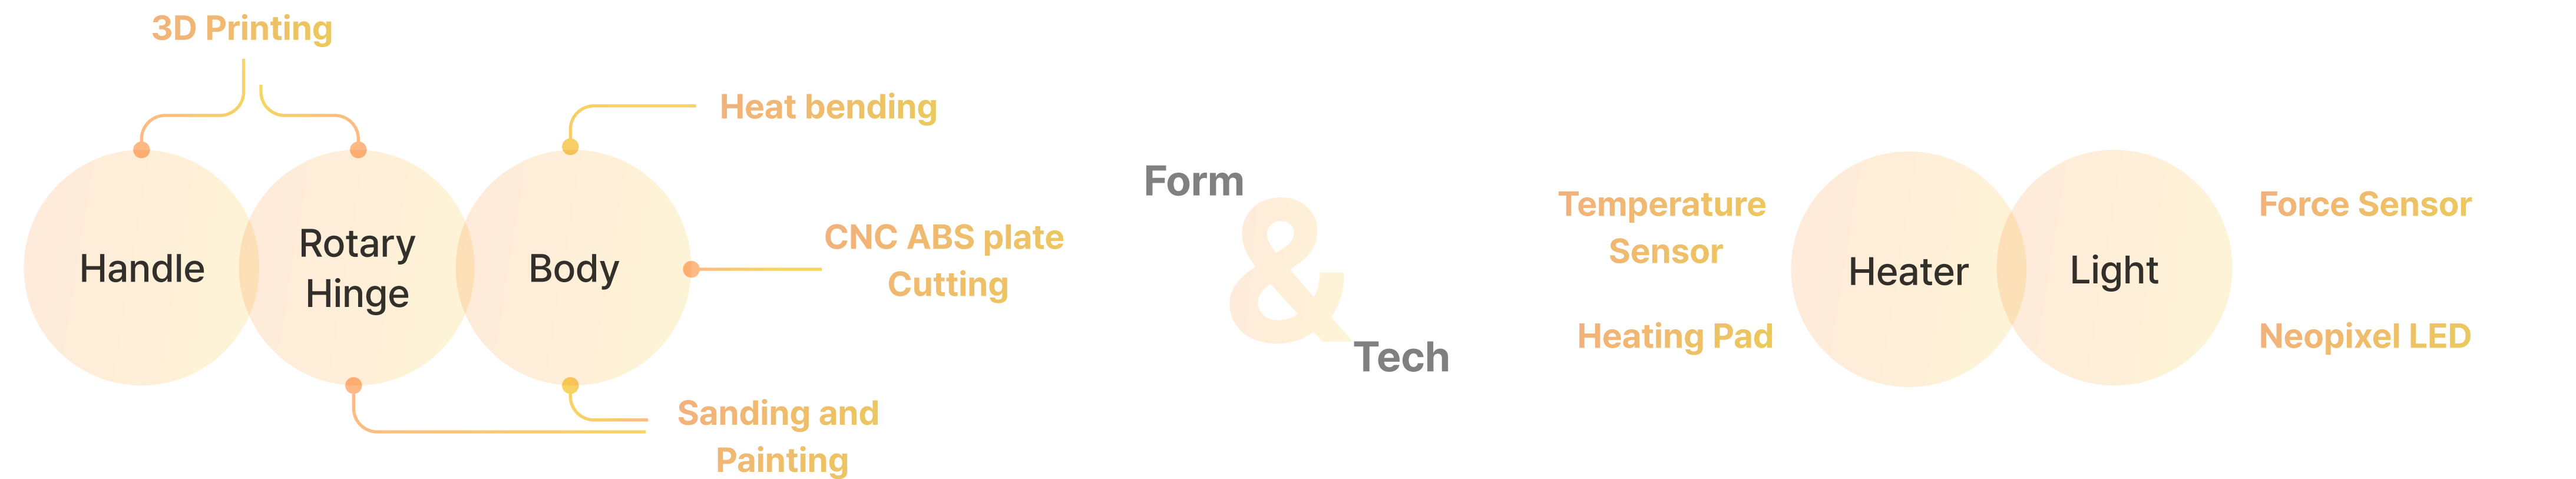 3D Printing
Heat bending
Handle
Rotary
Hinge
Body
CNC ABS plate
Cutting
Sanding and
Painting
Form
&
Tech
Temperature
Sensor
Heating Pad
Heater
Light
Force Sensor
Neopixel LED